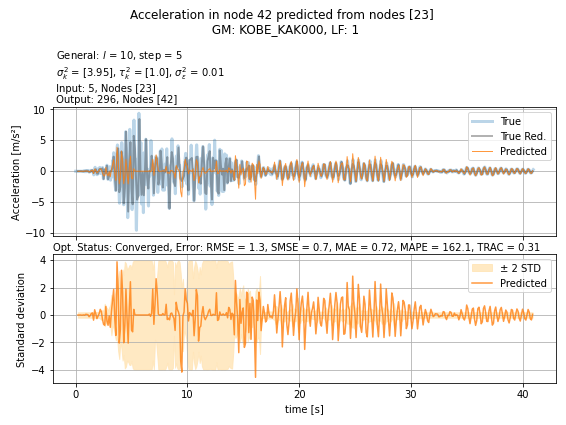 Acceleration in node 42 predicted from nodes [23]
GM: KOBE_KAK000, LF: 1
General: l = 10, step = 5
σ²ₖ = [3.95], τ²ₖ = [1.0], σ²ε = 0.01
Input: 5, Nodes [23]
Output: 296, Nodes [42]
10
5
0
−5
−10
Acceleration [m/s²]
True
True Red.
Predicted
Opt. Status: Converged, Error: RMSE = 1.3, SMSE = 0.7, MAE = 0.72, MAPE = 162.1, TRAC = 0.31
4
2
0
−2
−4
Standard deviation
± 2 STD
Predicted
0 10 20 30 40
time [s]